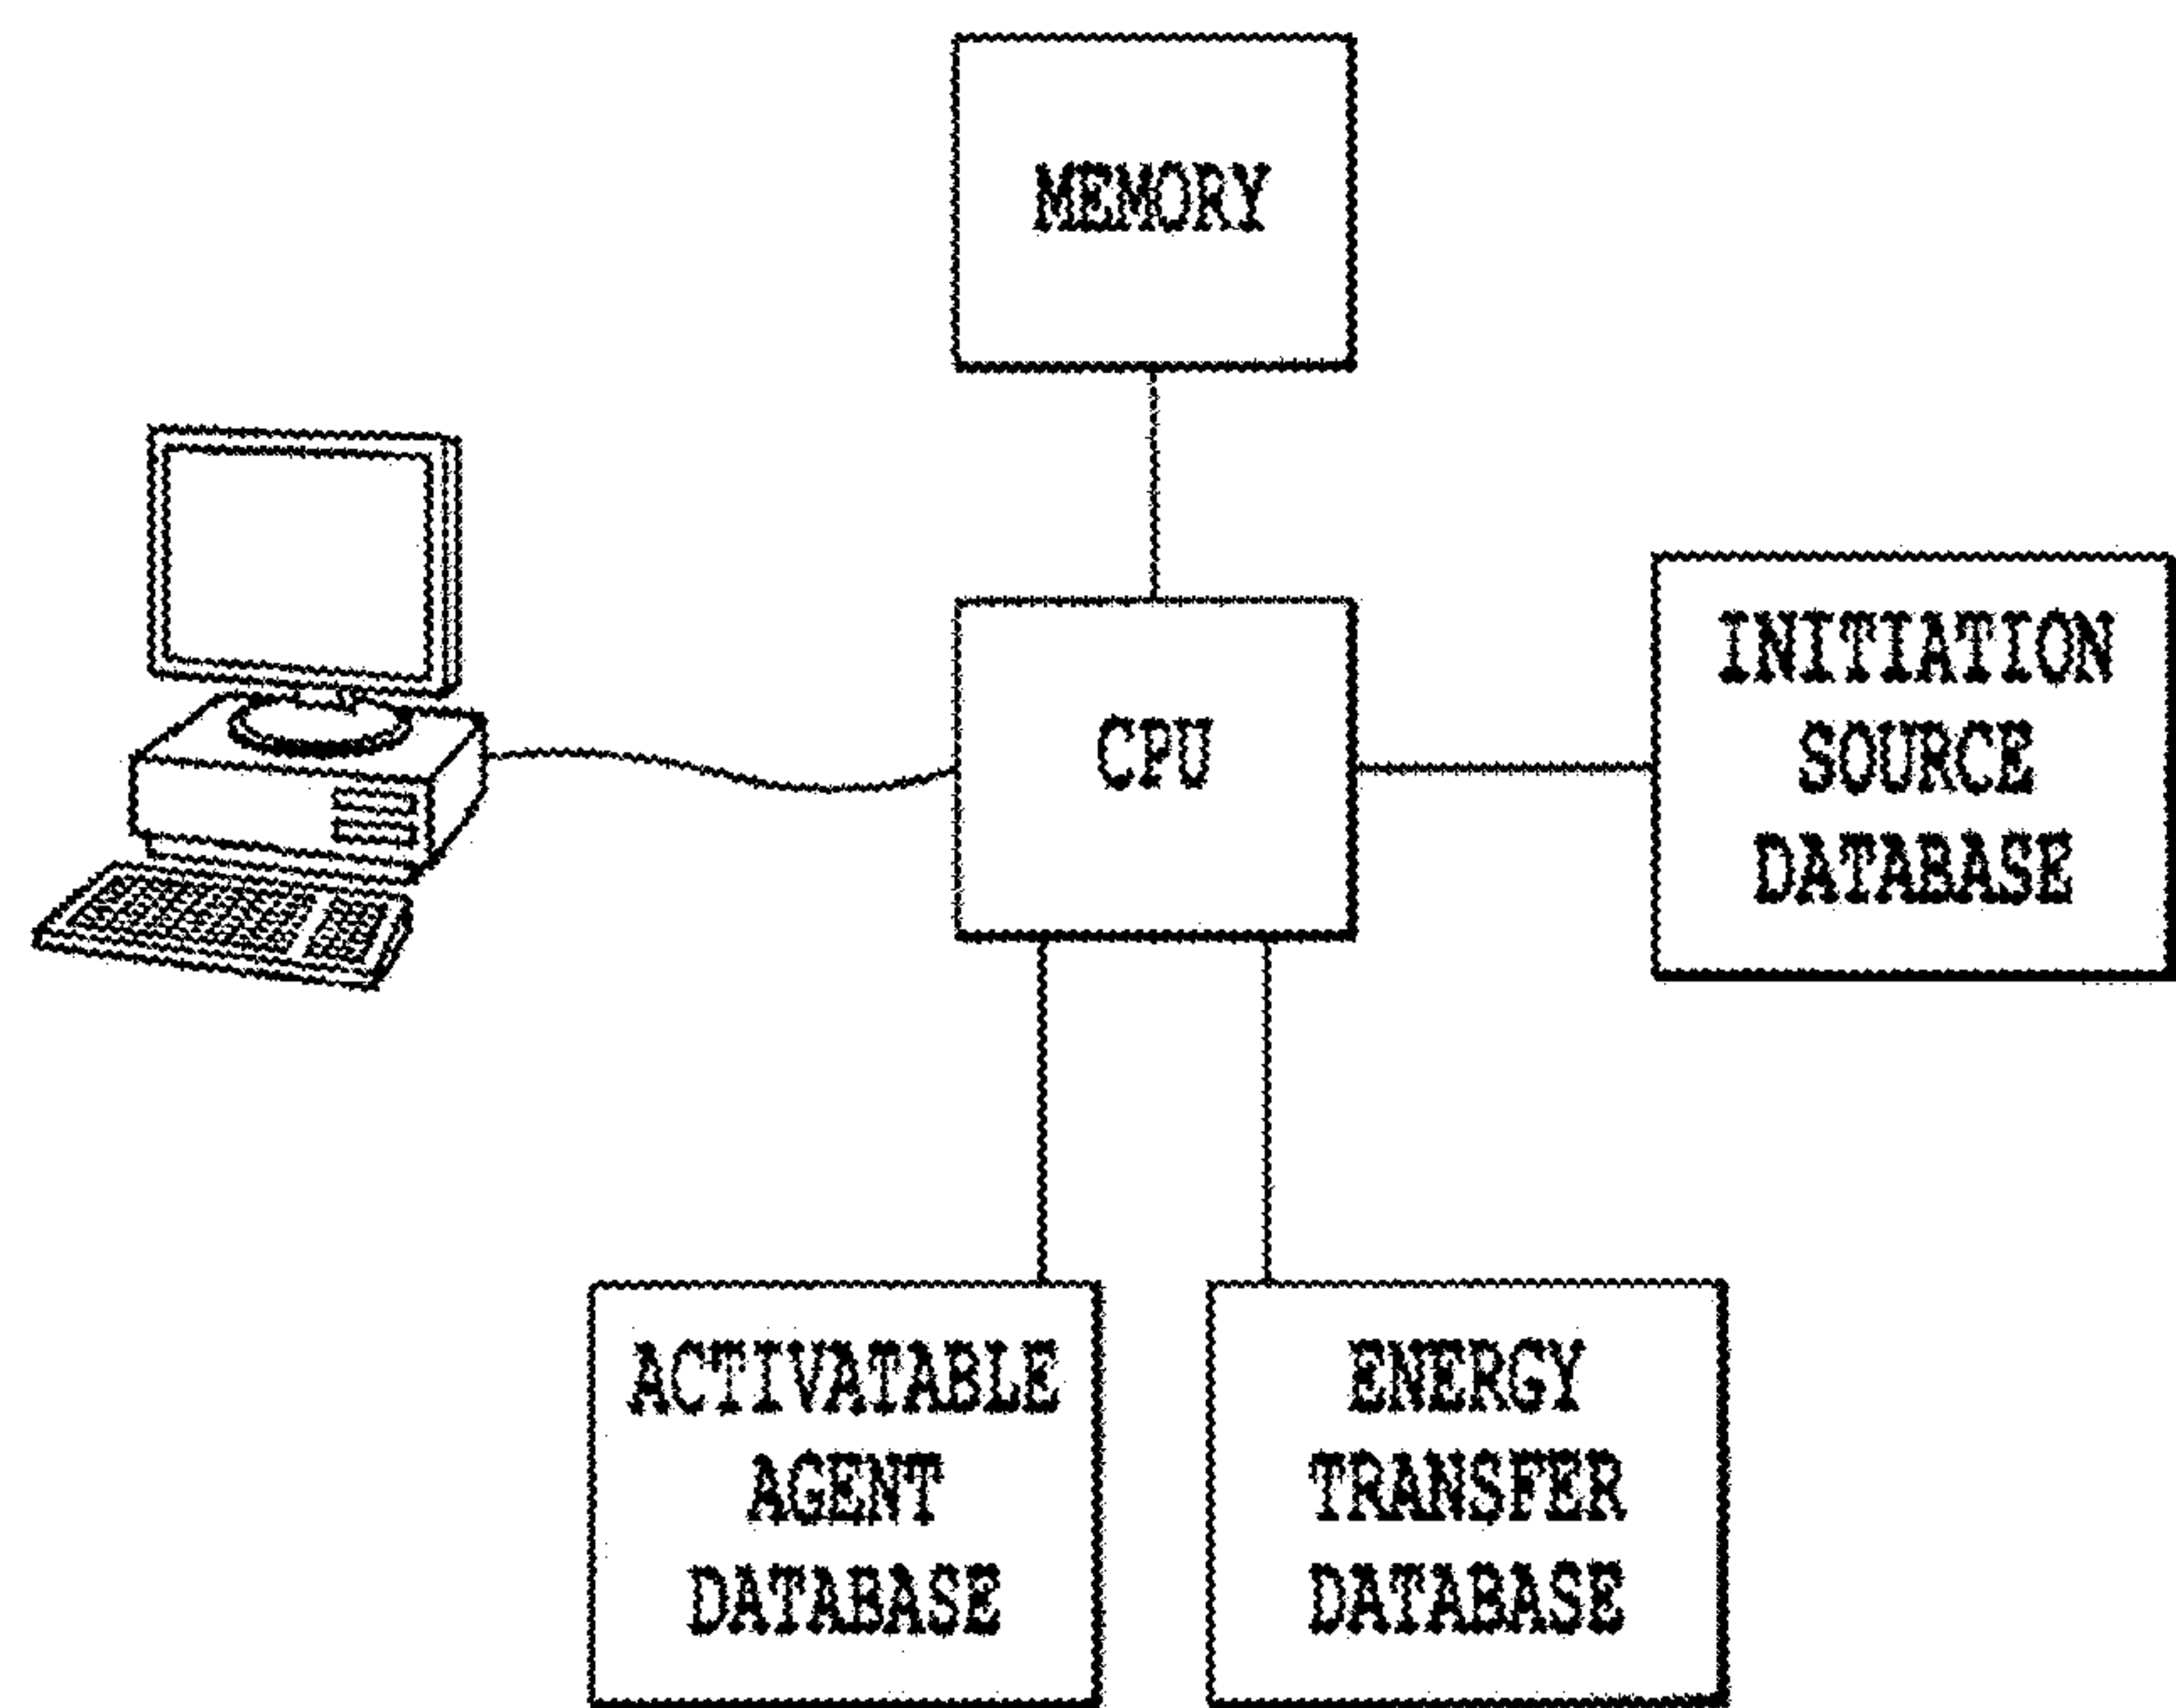 MEMORY
CPU
INITIATION
SOURCE
DATABASE
ACTIVATABLE
AGENT
DATABASE
ENERGY
TRANSFER
DATABASE